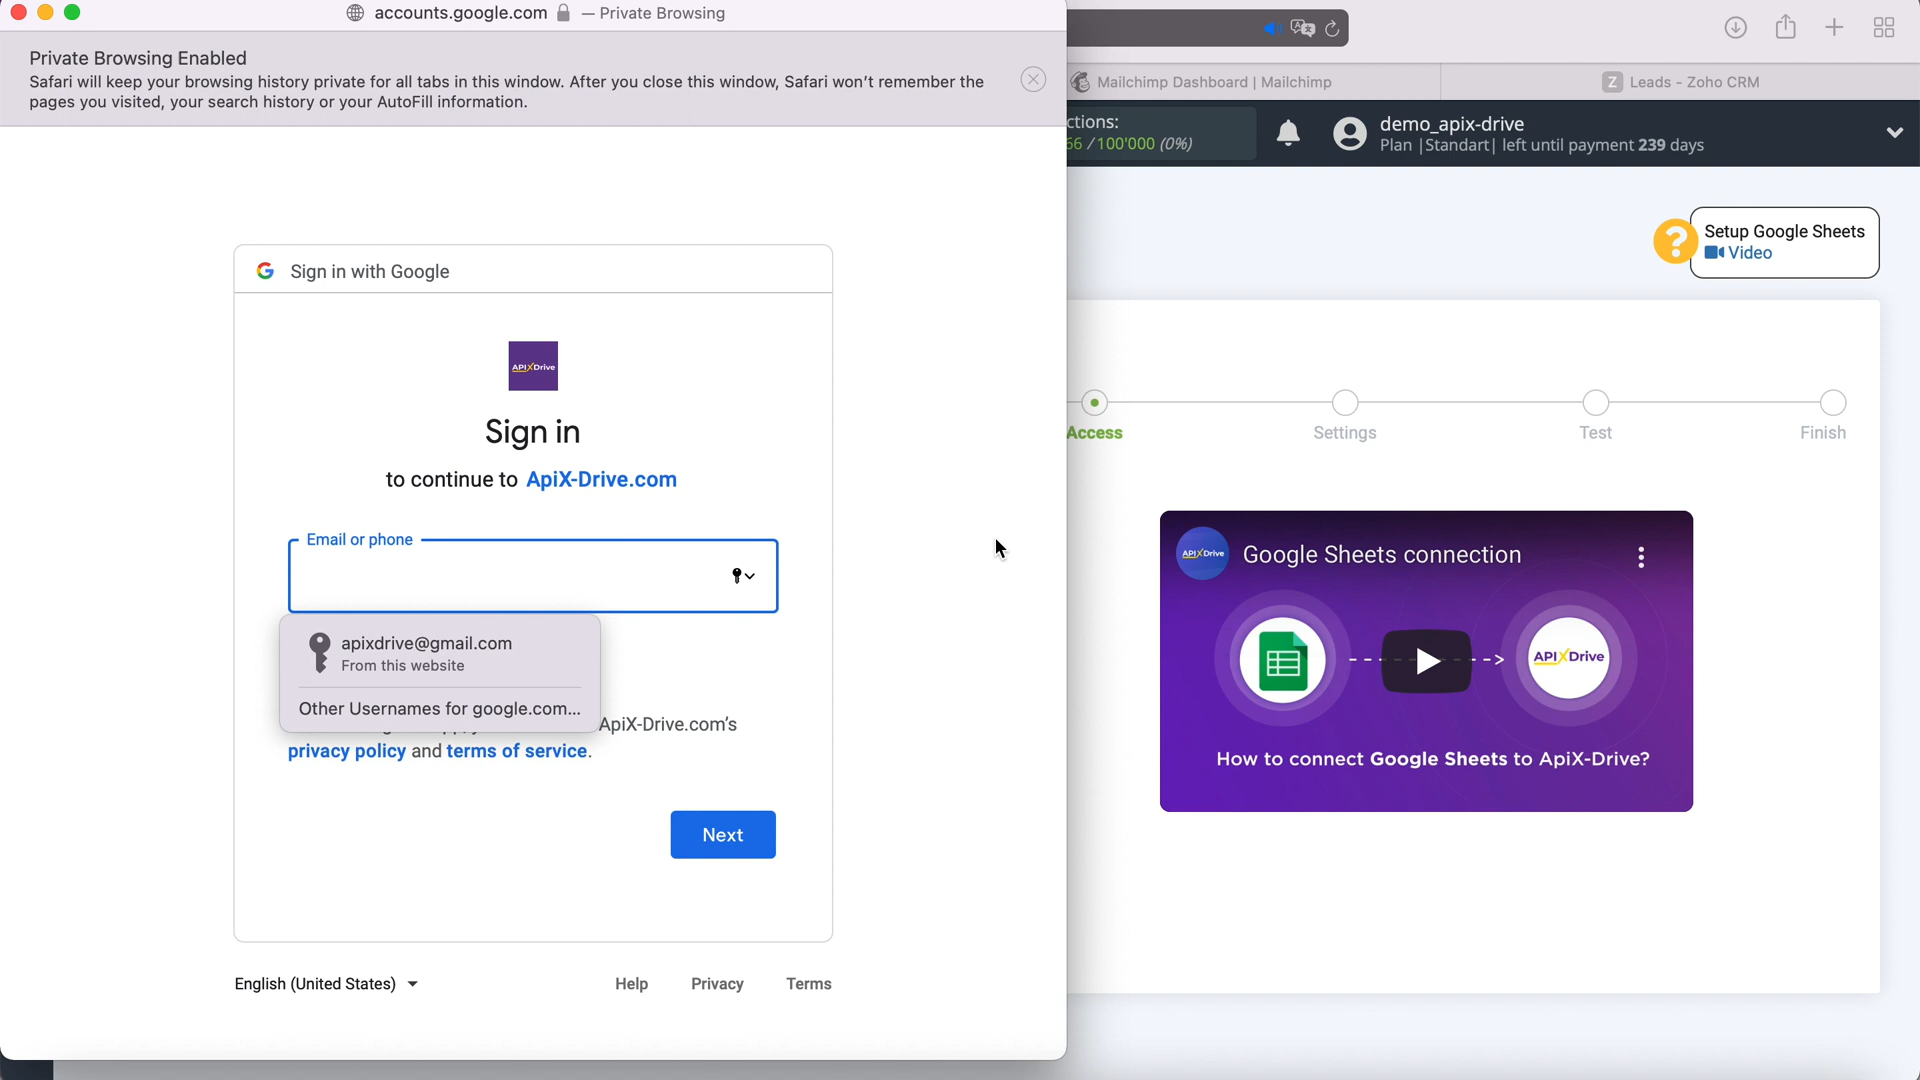 accounts.google.com — Private Browsing
Private Browsing Enabled
Safari will keep your browsing history private for all tabs in this window. After you close this window, Safari won't remember the
pages you visited, your search history or your AutoFill information.
Sign in with Google
API X Drive
Sign in
to continue to ApiX-Drive.com
Email or phone
apixdrive@gmail.com
From this website
Other Usernames for google.com...
ApiX-Drive.com's
privacy policy and terms of service.
Next
English (United States)
Help
Privacy
Terms
Mailchimp Dashboard | Mailchimp
Z Leads - Zoho CRM
ctions:
66 / 100'000 (0%)
demo_apix-drive
Plan |Standart| left until payment 239 days
? Setup Google Sheets
Video
Access
Settings
Test
Finish
API X Drive
Google Sheets connection
API X Drive
How to connect Google Sheets to ApiX-Drive?